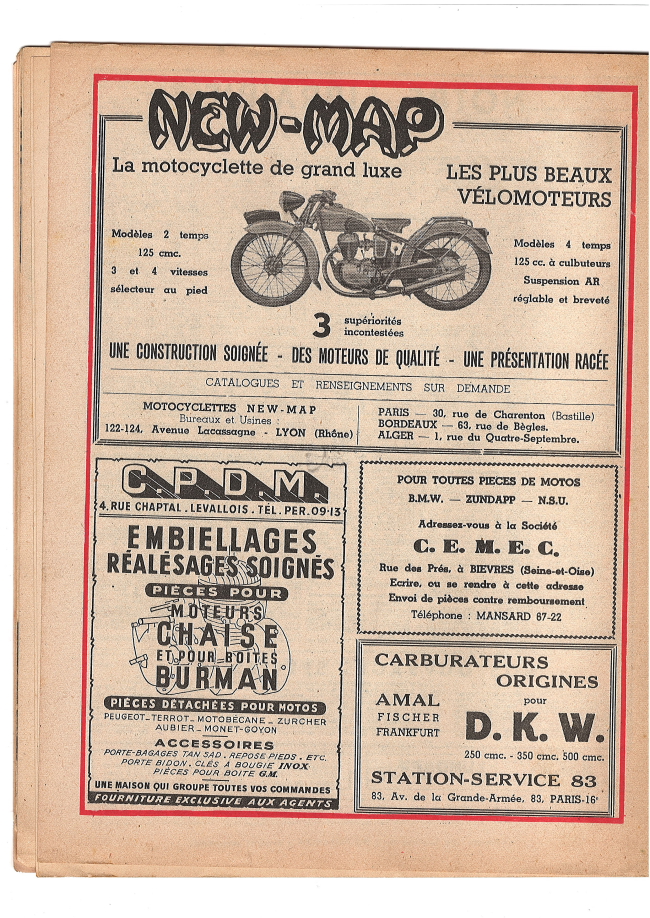 NEW-MAP
La motocyclette de grand luxe
LES PLUS BEAUX
VÉLOMOTEURS
Modèles 2 temps
125 cmc.
3 et 4 vitesses
sélecteur au pied
Modèles 4 temps
125 cc. à culbuteurs
Suspension AR
réglable et breveté
3 supériorités
incontestées
UNE CONSTRUCTION SOIGNÉE - DES MOTEURS DE QUALITÉ - UNE PRÉSENTATION RACÉE
CATALOGUES ET RENSEIGNEMENTS SUR DEMANDE
MOTOCYCLETTES NEW-MAP
Bureaux et Usines :
122-124, Avenue Lacassagne - LYON (Rhône)
PARIS — 30, rue de Charenton (Bastille)
BORDEAUX — 63, rue de Bègles.
ALGER — 1, rue du Quatre-Septembre.
C.P.D.M.
4, RUE CHAPTAL. LEVALLOIS. TÉL. PER. 09-13
EMBIELLAGES
RÉALÉSAGES SOIGNÉS
PIÈCES POUR
MOTEURS
CHAISE
ET POUR BOITES
BURMAN
PIÈCES DÉTACHÉES POUR MOTOS
PEUGEOT_TERROT_MOTOBÉCANE_ZURCHER
AUBIER_MONET-GOYON
ACCESSOIRES
PORTE-BAGAGES TAN SAD. REPOSE PIEDS. ETC.
PORTE BIDON. CLÉS A BOUGIE INOX.
PIÈCES POUR BOITE G.M.
UNE MAISON QUI GROUPE TOUTES VOS COMMANDES
FOURNITURE EXCLUSIVE AUX AGENTS
POUR TOUTES PIECES DE MOTOS
B.M.W. — ZUNDAPP — N.S.U.
Adressez-vous à la Société
C. E. M. E. C.
Rue des Prés, à BIEVRES (Seine-et-Oise)
Ecrire, ou se rendre à cette adresse
Envoi de pièces contre remboursement
Téléphone : MANSARD 67-22
CARBURATEURS
ORIGINES
AMAL
FISCHER
FRANKFURT
pour
D. K. W.
250 cmc. - 350 cmc. 500 cmc.
STATION-SERVICE 83
83, Av. de la Grande-Armée, 83, PARIS-16e